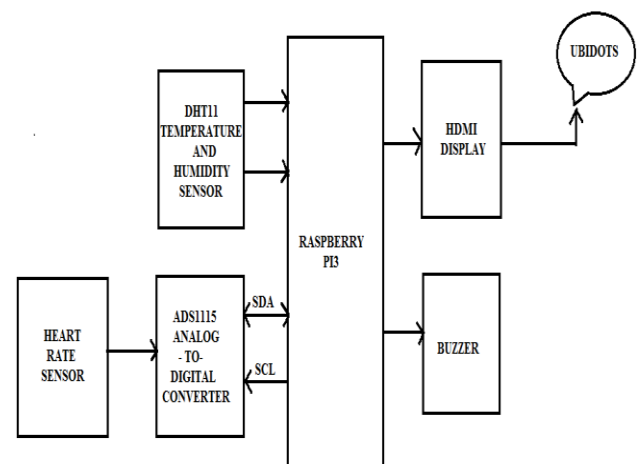 UBIDOTS
DHT11
TEMPERATURE
AND
HUMIDITY
SENSOR
HDMI
DISPLAY
RASPBERRY
PI3
HEART
RATE
SENSOR
ADS1115
ANALOG
- TO-
DIGITAL
CONVERTER
SDA
SCL
BUZZER